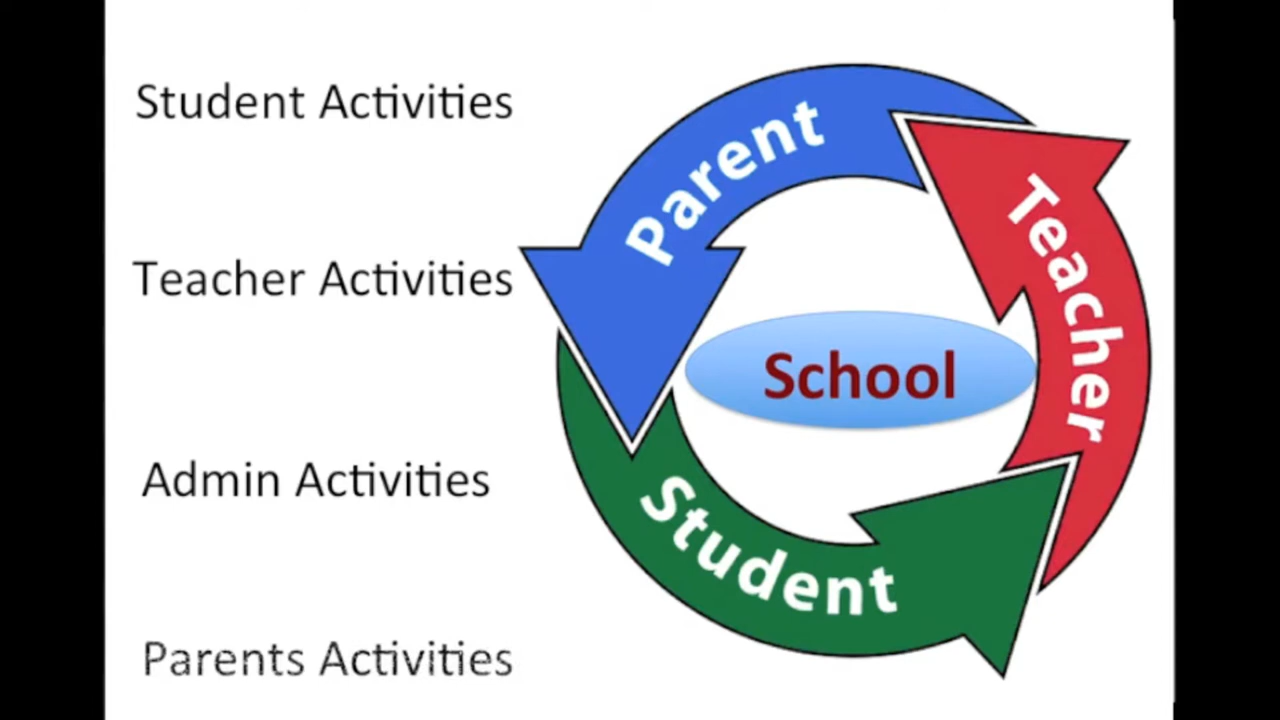 Student Activities
Teacher Activities
Admin Activities
Parents Activities
Parent
Teacher
School
Student